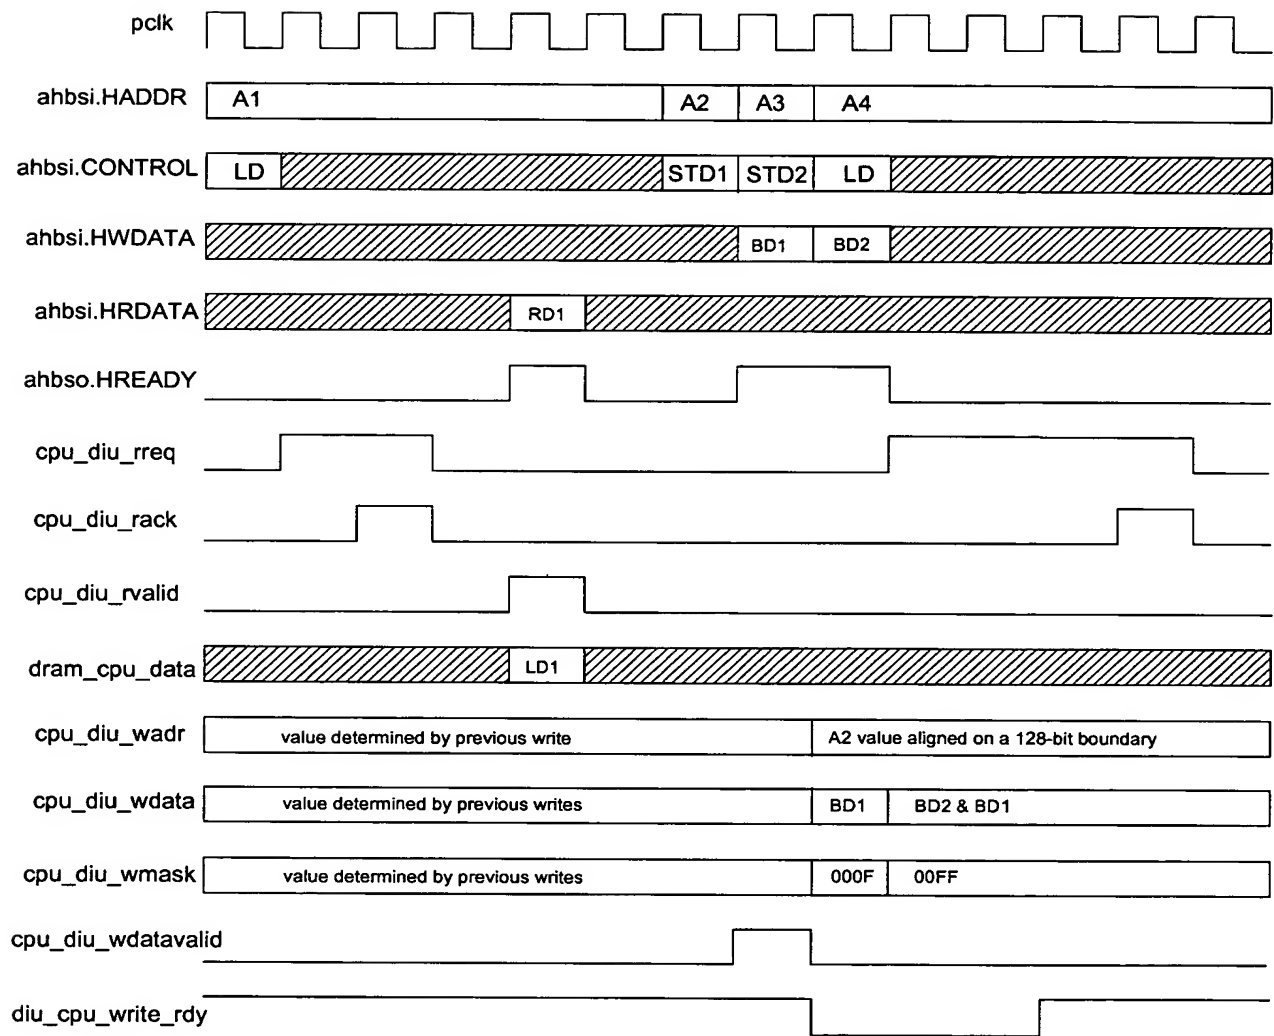 pclk
ahbsi.HADDR A1 A2 A3 A4
ahbsi.CONTROL LD STD1 STD2 LD
ahbsi.HWDATA BD1 BD2
ahbsi.HRDATA RD1
ahbso.HREADY
cpu_diu_rreq
cpu_diu_rack
cpu_diu_rvalid
dram_cpu_data LD1
cpu_diu_wadr value determined by previous write A2 value aligned on a 128-bit boundary
cpu_diu_wdata value determined by previous writes BD1 BD2 & BD1
cpu_diu_wmask value determined by previous writes 000F 00FF
cpu_diu_wdatavalid
diu_cpu_write_rdy